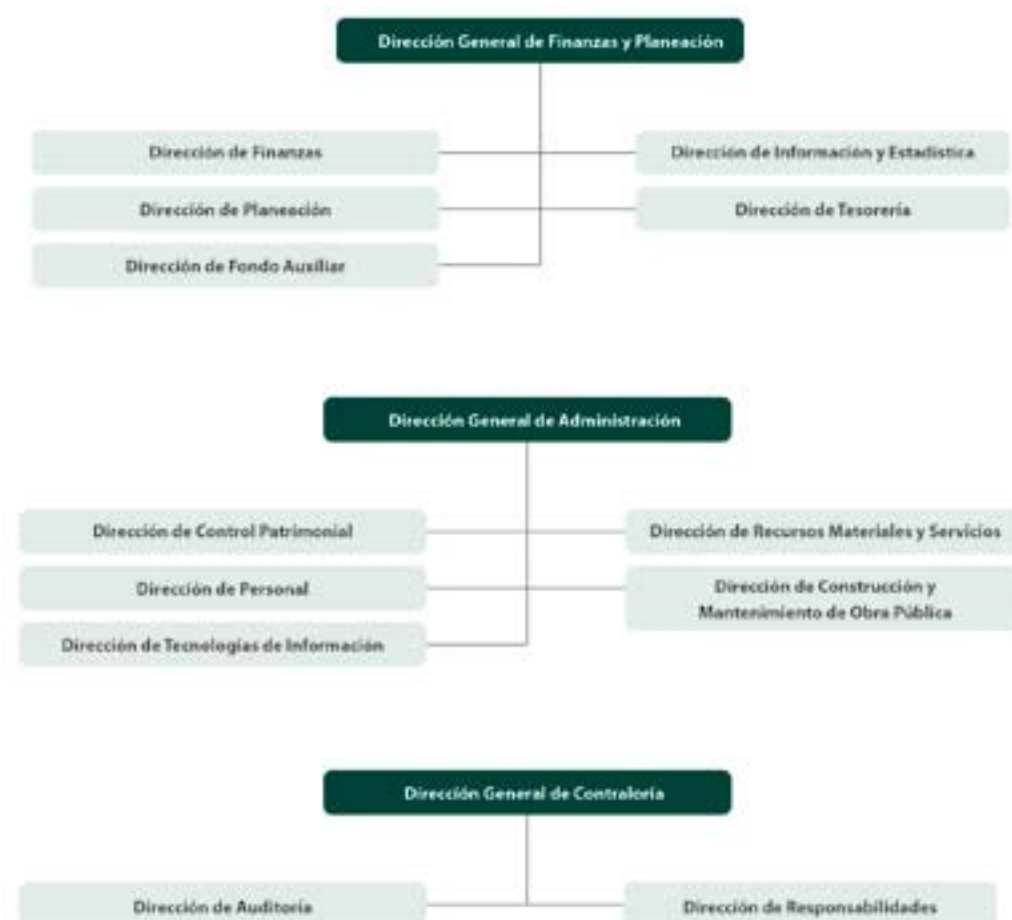 Dirección General de Finanzas y Planeación
Dirección de Finanzas
Dirección de Información y Estadística
Dirección de Planeación
Dirección de Tesorería
Dirección de Fondo Auxiliar
Dirección General de Administración
Dirección de Control Patrimonial
Dirección de Recursos Materiales y Servicios
Dirección de Personal
Dirección de Construcción y
Mantenimiento de Obra Pública
Dirección de Tecnologías de Información
Dirección General de Contraloría
Dirección de Auditoría
Dirección de Responsabilidades